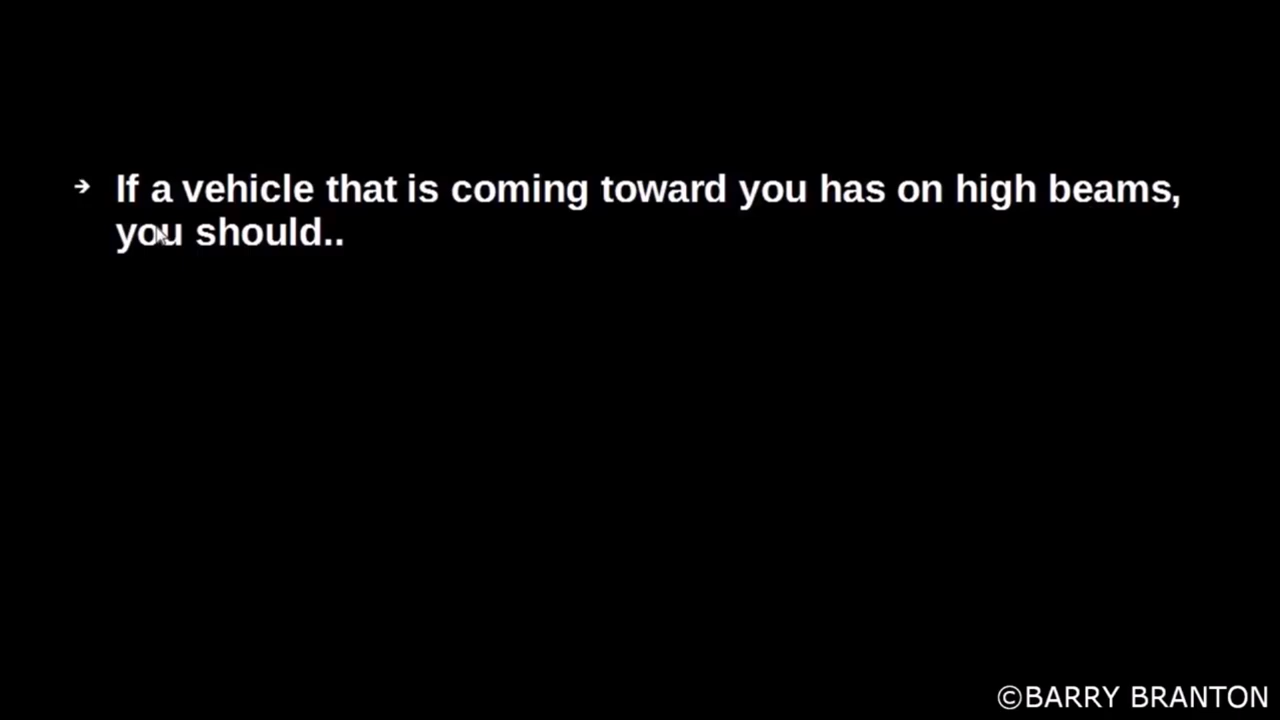 ➔ If a vehicle that is coming toward you has on high beams,
you should..
©BARRY BRANTON